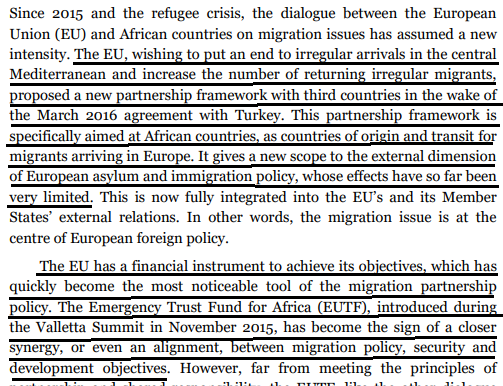 Since 2015 and the refugee crisis, the dialogue between the European
Union (EU) and African countries on migration issues has assumed a new
intensity. The EU, wishing to put an end to irregular arrivals in the central
Mediterranean and increase the number of returning irregular migrants,
proposed a new partnership framework with third countries in the wake of
the March 2016 agreement with Turkey. This partnership framework is
specifically aimed at African countries, as countries of origin and transit for
migrants arriving in Europe. It gives a new scope to the external dimension
of European asylum and immigration policy, whose effects have so far been
very limited. This is now fully integrated into the EU's and its Member
States' external relations. In other words, the migration issue is at the
centre of European foreign policy.
The EU has a financial instrument to achieve its objectives, which has
quickly become the most noticeable tool of the migration partnership
policy. The Emergency Trust Fund for Africa (EUTF), introduced during
the Valletta Summit in November 2015, has become the sign of a closer
synergy, or even an alignment, between migration policy, security and
development objectives. However, far from meeting the principles of